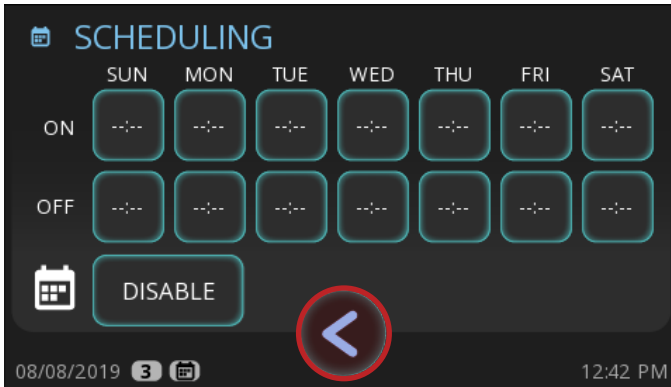 SCHEDULING
SUN MON TUE WED THU FRI SAT
ON --:-- --:-- --:-- --:-- --:-- --:-- --:--
OFF --:-- --:-- --:-- --:-- --:-- --:-- --:--
DISABLE
08/08/2019 3 12:42 PM